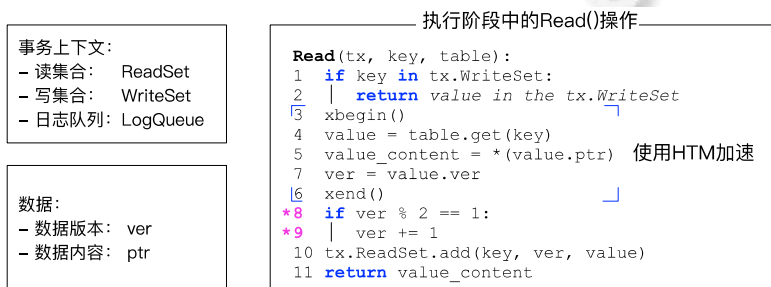 事务上下文：
– 读集合： ReadSet
– 写集合： WriteSet
– 日志队列：LogQueue
数据：
– 数据版本： ver
– 数据内容： ptr
执行阶段中的Read()操作
Read(tx, key, table):
1 if key in tx.WriteSet:
2 | return value in the tx.WriteSet
3 xbegin()
4 value = table.get(key)
5 value_content = *(value.ptr) 使用HTM加速
7 ver = value.ver
6 xend()
*8 if ver % 2 == 1:
*9 | ver += 1
10 tx.ReadSet.add(key, ver, value)
11 return value_content